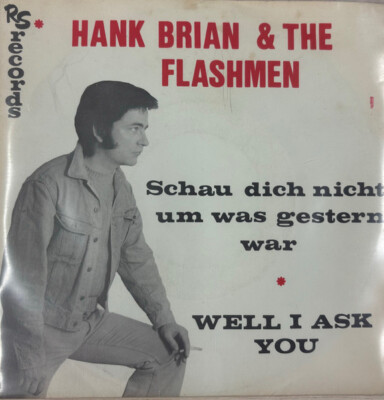 RS records
HANK BRIAN & THE
FLASHMEN
Schau dich nicht
um was gestern
war
WELL I ASK
YOU